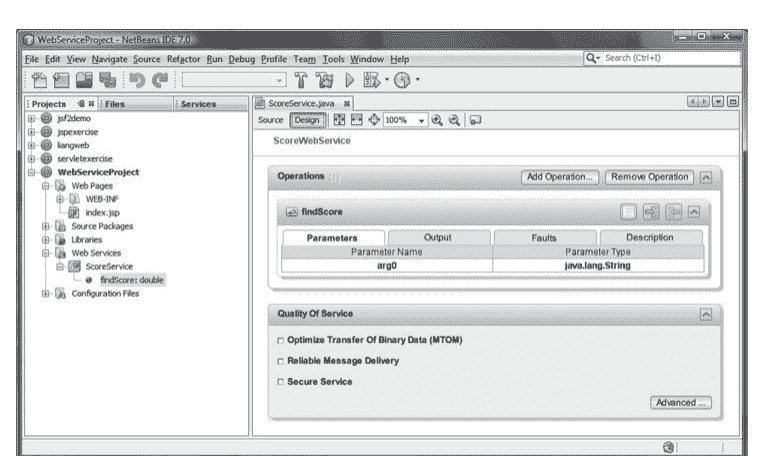 WebServiceProject - NetBeans IDE 7.0
File Edit View Navigate Source Refactor Run Debug Profile Team Tools Window Help
Search (Ctrl+I)
Projects Files Services
ScoreService.java
jsf2demo
jspexercise
liangweb
servletexercise
WebServiceProject
Web Pages
WEB-INF
index.jsp
Source Packages
Libraries
Web Services
ScoreService
findScore: double
Configuration Files
Source Design 100%
ScoreWebService
Operations (1) Add Operation... Remove Operation
findScore
Parameters Output Faults Description
Parameter Name Parameter Type
arg0 java.lang.String
Quality Of Service
Optimize Transfer Of Binary Data (MTOM)
Reliable Message Delivery
Secure Service
Advanced ...